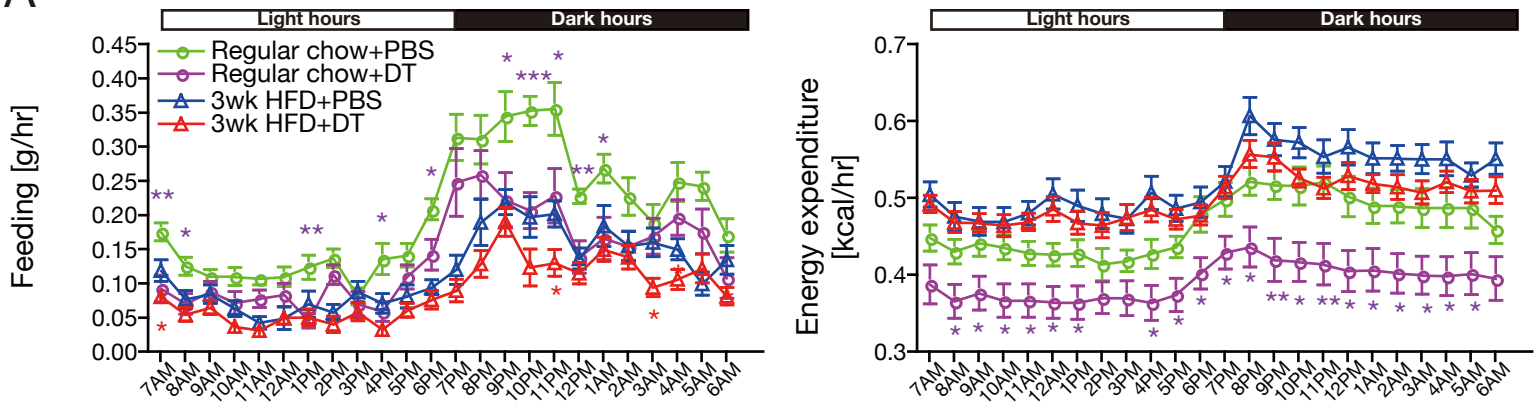 A
Light hours Dark hours
Feeding [g/hr]
0.45
0.40
0.35
0.30
0.25
0.20
0.15
0.10
0.05
0.00
Regular chow+PBS
Regular chow+DT
3wk HFD+PBS
3wk HFD+DT
*
*
***
*
**
*
*
**
*
**
*
*
*
*
7AM 8AM 9AM 10AM 11AM 12AM 1PM 2PM 3PM 4PM 5PM 6PM 7PM 8PM 9PM 10PM 11PM 12PM 1AM 2AM 3AM 4AM 5AM 6AM
Light hours Dark hours
Energy expenditure
[kcal/hr]
0.7
0.6
0.5
0.4
0.3
* * * * * * * * * * * ** * ** * * * * * *
7AM 8AM 9AM 10AM 11AM 12AM 1PM 2PM 3PM 4PM 5PM 6PM 7PM 8PM 9PM 10PM 11PM 12PM 1AM 2AM 3AM 4AM 5AM 6AM